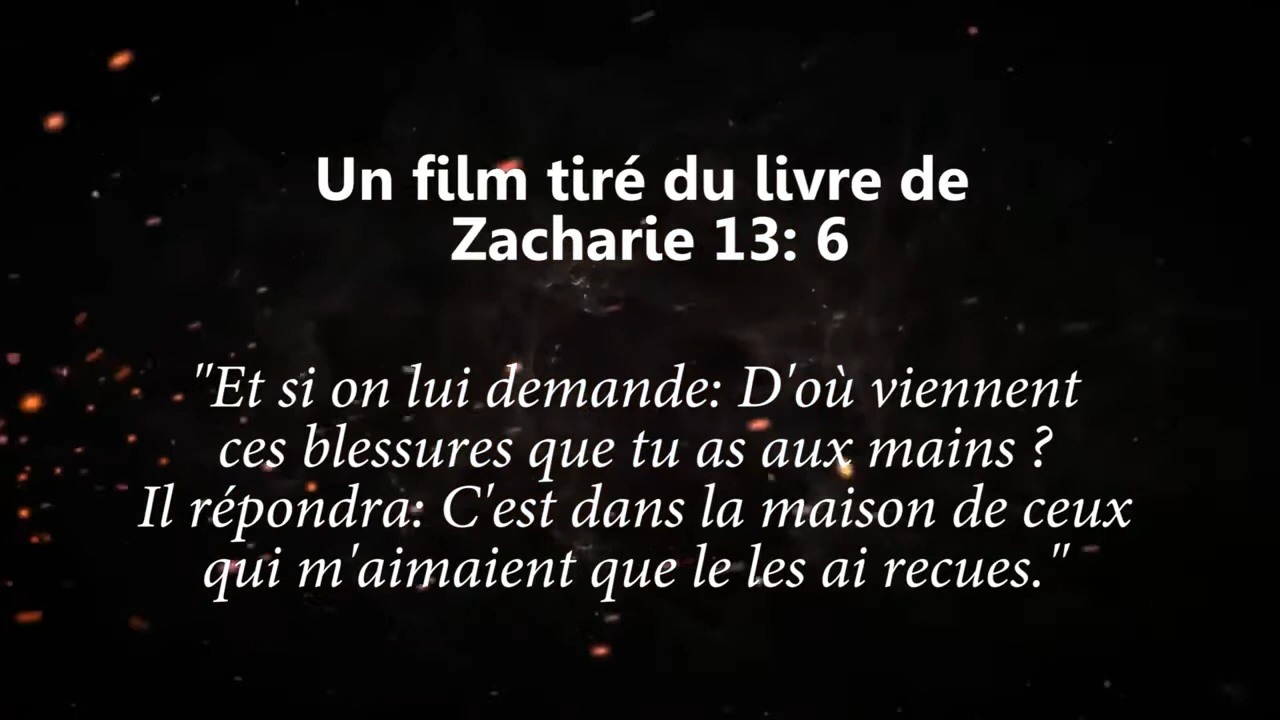 Un film tiré du livre de
Zacharie 13: 6
"Et si on lui demande: D'où viennent
ces blessures que tu as aux mains ?
Il répondra: C'est dans la maison de ceux
qui m'aimaient que le les ai recues."